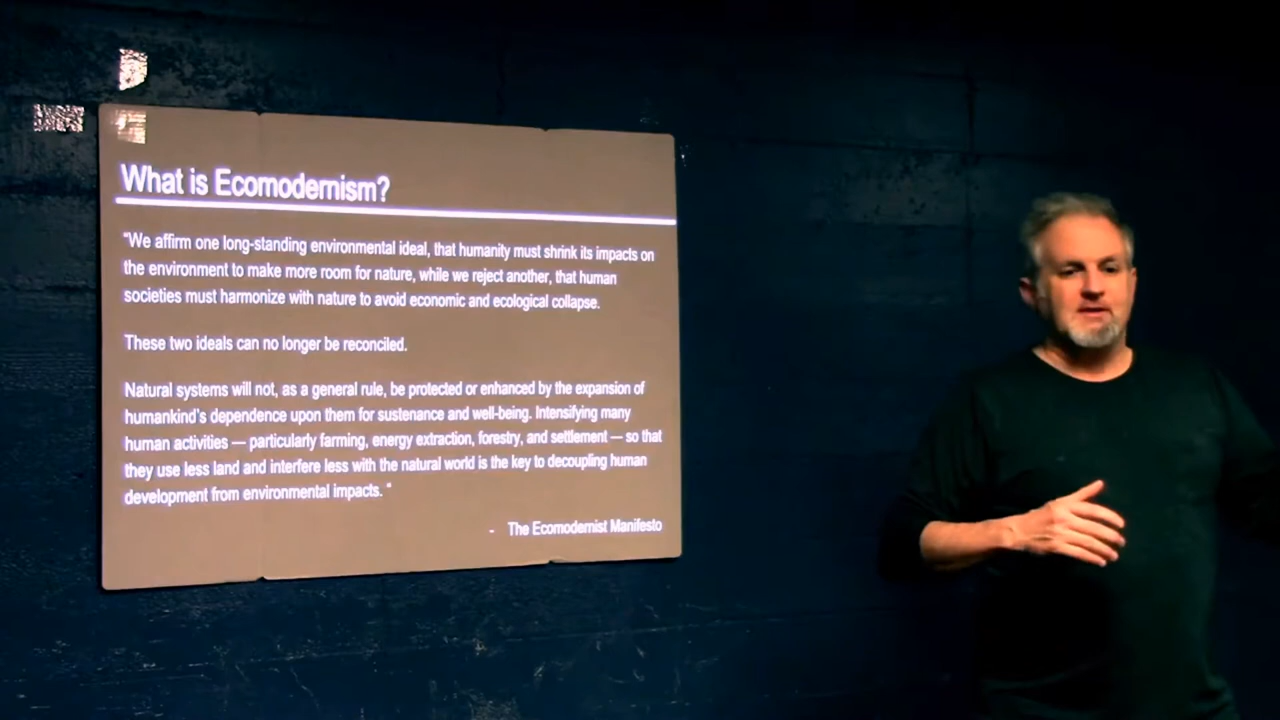 What is Ecomodernism?
"We affirm one long-standing environmental ideal, that humanity must shrink its impacts on
the environment to make more room for nature, while we reject another, that human
societies must harmonize with nature to avoid economic and ecological collapse.
These two ideals can no longer be reconciled.
Natural systems will not, as a general rule, be protected or enhanced by the expansion of
humankind's dependence upon them for sustenance and well-being. Intensifying many
human activities — particularly farming, energy extraction, forestry, and settlement — so that
they use less land and interfere less with the natural world is the key to decoupling human
development from environmental impacts. "
- The Ecomodernist Manifesto